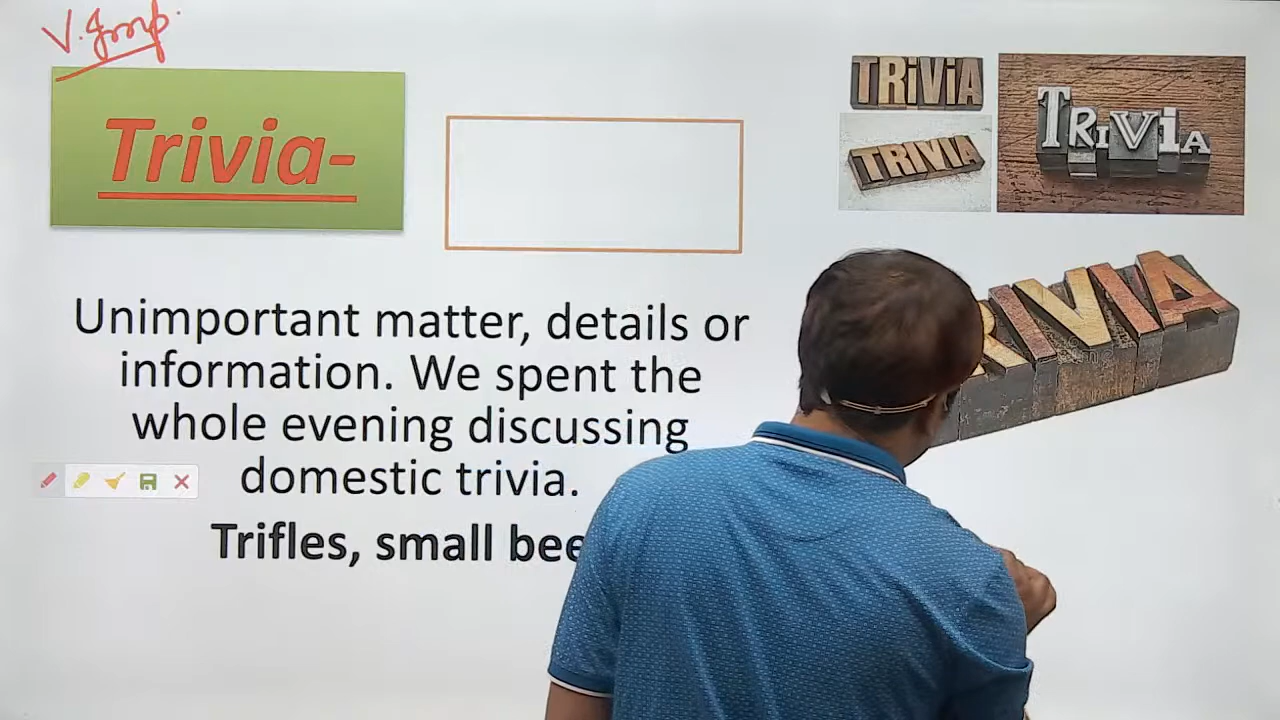 V. Imp.
Trivia-
TRiViA
TRIVIA
TRIViA
RIVIA
Unimportant matter, details or
information. We spent the
whole evening discussing
domestic trivia.
Trifles, small bee